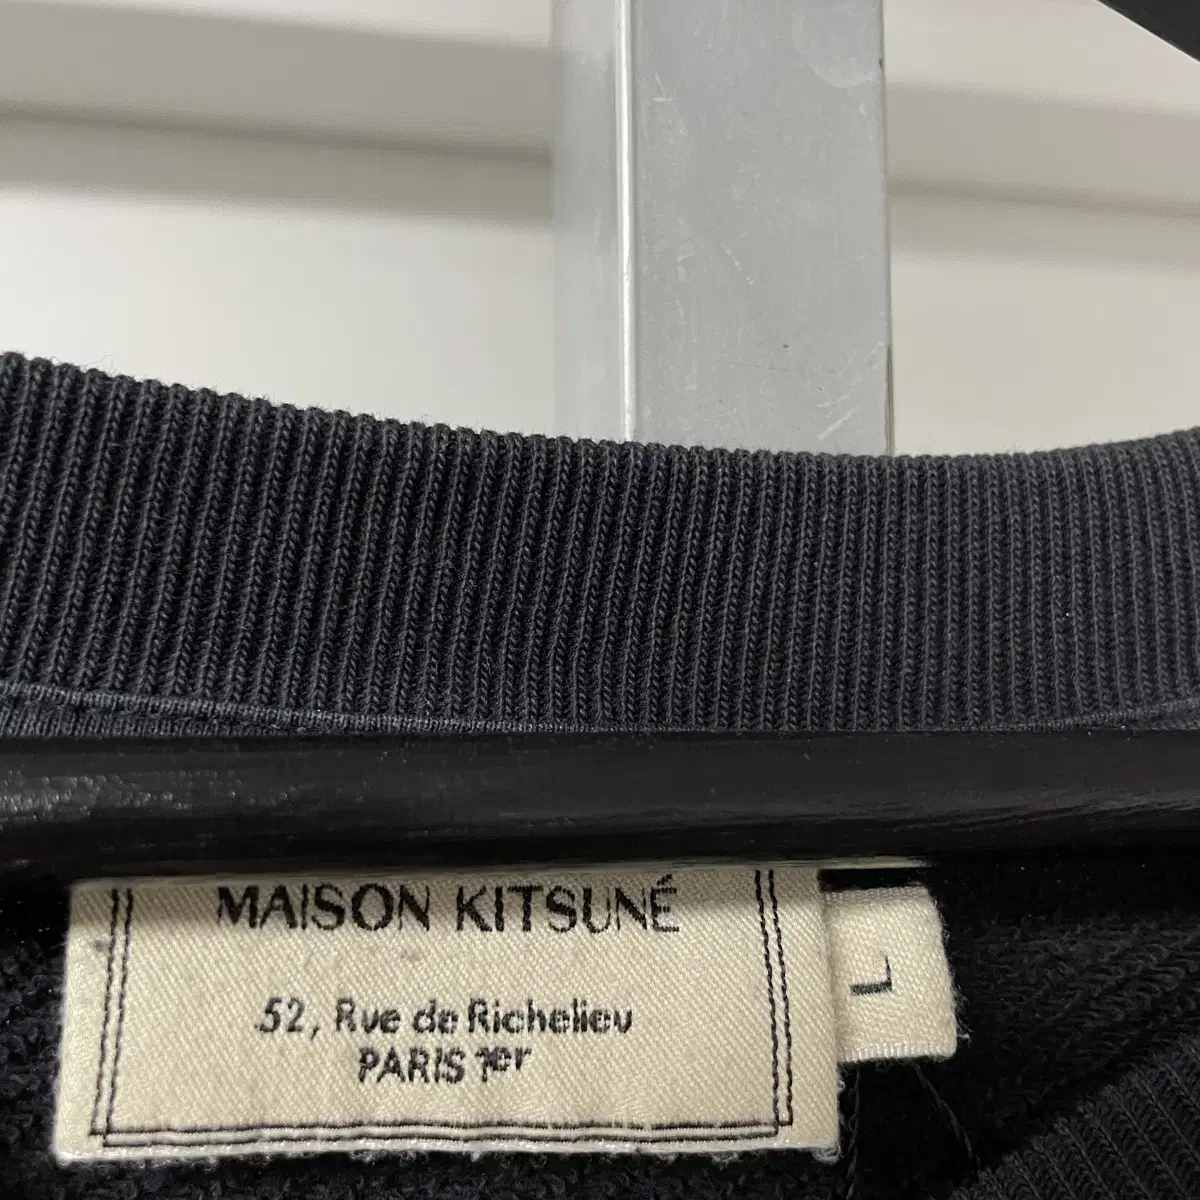 MAISON KITSUNÉ
L
52, Rue de Richelieu
PARIS 1er